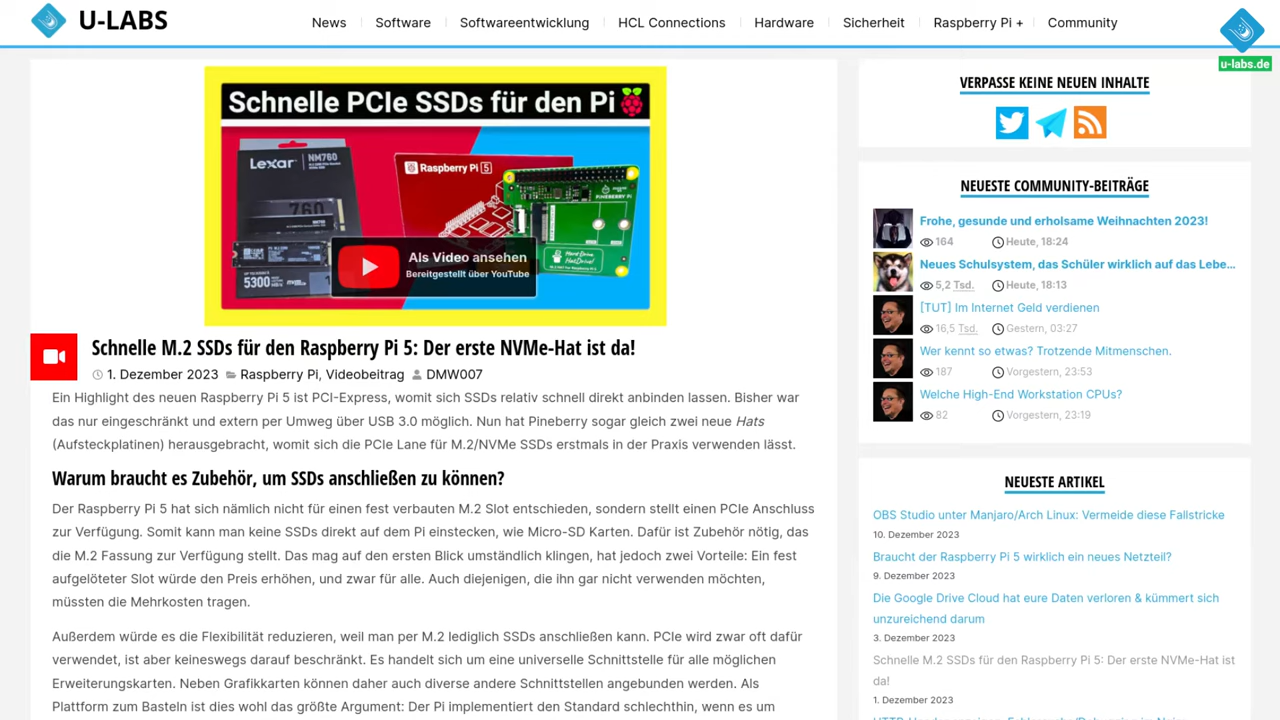 U-LABS
News
Software
Softwareentwicklung
HCL Connections
Hardware
Sicherheit
Raspberry Pi +
Community
u-labs.de
Schnelle PCIe SSDs für den Pi
Lexar NM760
760
NM760
5300
Raspberry Pi 5
PINEBERRY Pi
Hard Drive
HatDrive!
Als Video ansehen
Bereitgestellt über YouTube
Schnelle M.2 SSDs für den Raspberry Pi 5: Der erste NVMe-Hat ist da!
1. Dezember 2023 Raspberry Pi, Videobeitrag DMW007
Ein Highlight des neuen Raspberry Pi 5 ist PCI-Express, womit sich SSDs relativ schnell direkt anbinden lassen. Bisher war
das nur eingeschränkt und extern per Umweg über USB 3.0 möglich. Nun hat Pineberry sogar gleich zwei neue Hats
(Aufsteckplatinen) herausgebracht, womit sich die PCIe Lane für M.2/NVMe SSDs erstmals in der Praxis verwenden lässt.
Warum braucht es Zubehör, um SSDs anschließen zu können?
Der Raspberry Pi 5 hat sich nämlich nicht für einen fest verbauten M.2 Slot entschieden, sondern stellt einen PCIe Anschluss
zur Verfügung. Somit kann man keine SSDs direkt auf dem Pi einstecken, wie Micro-SD Karten. Dafür ist Zubehör nötig, das
die M.2 Fassung zur Verfügung stellt. Das mag auf den ersten Blick umständlich klingen, hat jedoch zwei Vorteile: Ein fest
aufgelöteter Slot würde den Preis erhöhen, und zwar für alle. Auch diejenigen, die ihn gar nicht verwenden möchten,
müssten die Mehrkosten tragen.
Außerdem würde es die Flexibilität reduzieren, weil man per M.2 lediglich SSDs anschließen kann. PCIe wird zwar oft dafür
verwendet, ist aber keineswegs darauf beschränkt. Es handelt sich um eine universelle Schnittstelle für alle möglichen
Erweiterungskarten. Neben Grafikkarten können daher auch diverse andere Schnittstellen angebunden werden. Als
Plattform zum Basteln ist dies wohl das größte Argument: Der Pi implementiert den Standard schlechthin, wenn es um
VERPASSE KEINE NEUEN INHALTE
NEUESTE COMMUNITY-BEITRÄGE
Frohe, gesunde und erholsame Weihnachten 2023!
164 Heute, 18:24
Neues Schulsystem, das Schüler wirklich auf das Lebe...
5,2 Tsd. Heute, 18:13
[TUT] Im Internet Geld verdienen
16,5 Tsd. Gestern, 03:27
Wer kennt so etwas? Trotzende Mitmenschen.
187 Vorgestern, 23:53
Welche High-End Workstation CPUs?
82 Vorgestern, 23:19
NEUESTE ARTIKEL
OBS Studio unter Manjaro/Arch Linux: Vermeide diese Fallstricke
10. Dezember 2023
Braucht der Raspberry Pi 5 wirklich ein neues Netzteil?
9. Dezember 2023
Die Google Drive Cloud hat eure Daten verloren & kümmert sich
unzureichend darum
3. Dezember 2023
Schnelle M.2 SSDs für den Raspberry Pi 5: Der erste NVMe-Hat ist
da!
1. Dezember 2023